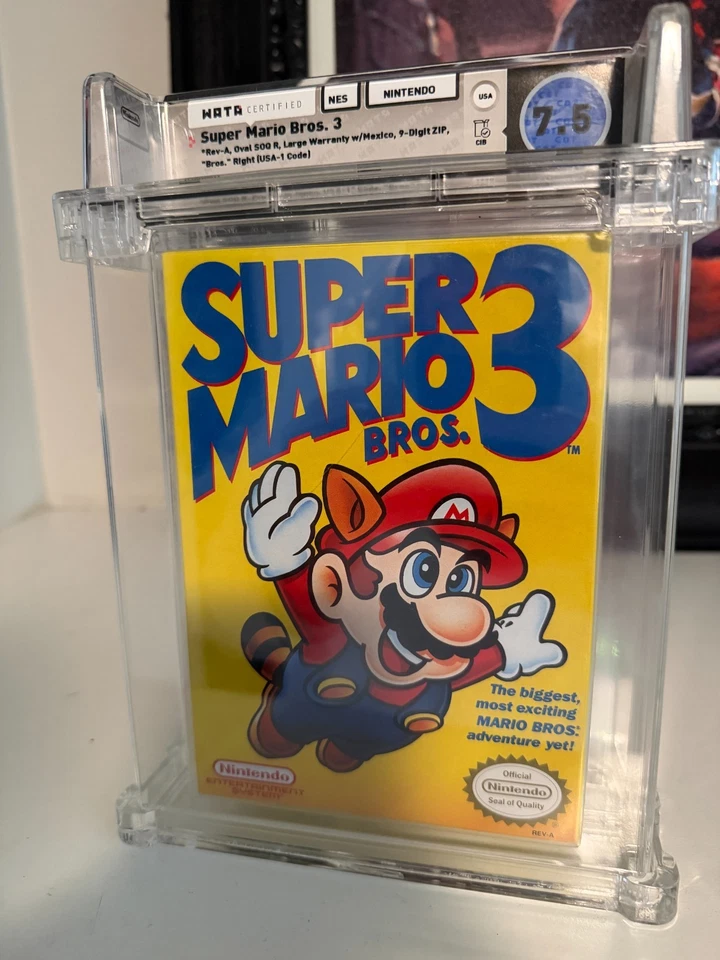 WATA CERTIFIED
NES
NINTENDO
USA
Super Mario Bros. 3
*Rev-A, Oval SOQ R, Large Warranty w/Mexico, 9-Digit ZIP,
"Bros." Right (USA-1 Code)
CIB
7.5
SUPER
MARIO
BROS.
3
TM
M
The biggest,
most exciting
MARIO BROS.
adventure yet!
Nintendo
ENTERTAINMENT
SYSTEM
Official
Nintendo
Seal of Quality
REV-A